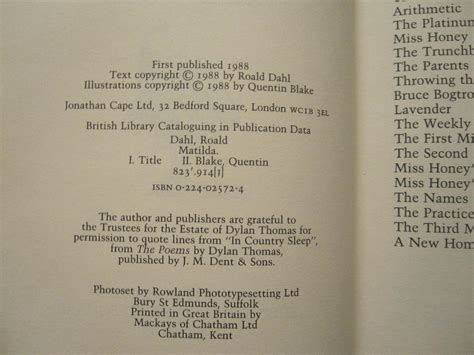 First published 1988
Text copyright © 1988 by Roald Dahl
Illustrations copyright © 1988 by Quentin Blake
Jonathan Cape Ltd, 32 Bedford Square, London WC1B 3EL
British Library Cataloguing in Publication Data
Dahl, Roald
Matilda.
I. Title II. Blake, Quentin
823'.914[J]
ISBN 0-224-02572-4
The author and publishers are grateful to
the Trustees for the Estate of Dylan Thomas for
permission to quote lines from "In Country Sleep",
from The Poems by Dylan Thomas,
published by J. M. Dent & Sons.
Photoset by Rowland Phototypesetting Ltd
Bury St Edmunds, Suffolk
Printed in Great Britain by
Mackays of Chatham Ltd
Chatham, Kent
Arithmetic
The Platinum
Miss Honey
The Trunchb
The Parents
Throwing th
Bruce Bogtro
Lavender
The Weekly
The First Mi
The Second
Miss Honey'
Miss Honey'
The Names
The Practice
The Third M
A New Hom